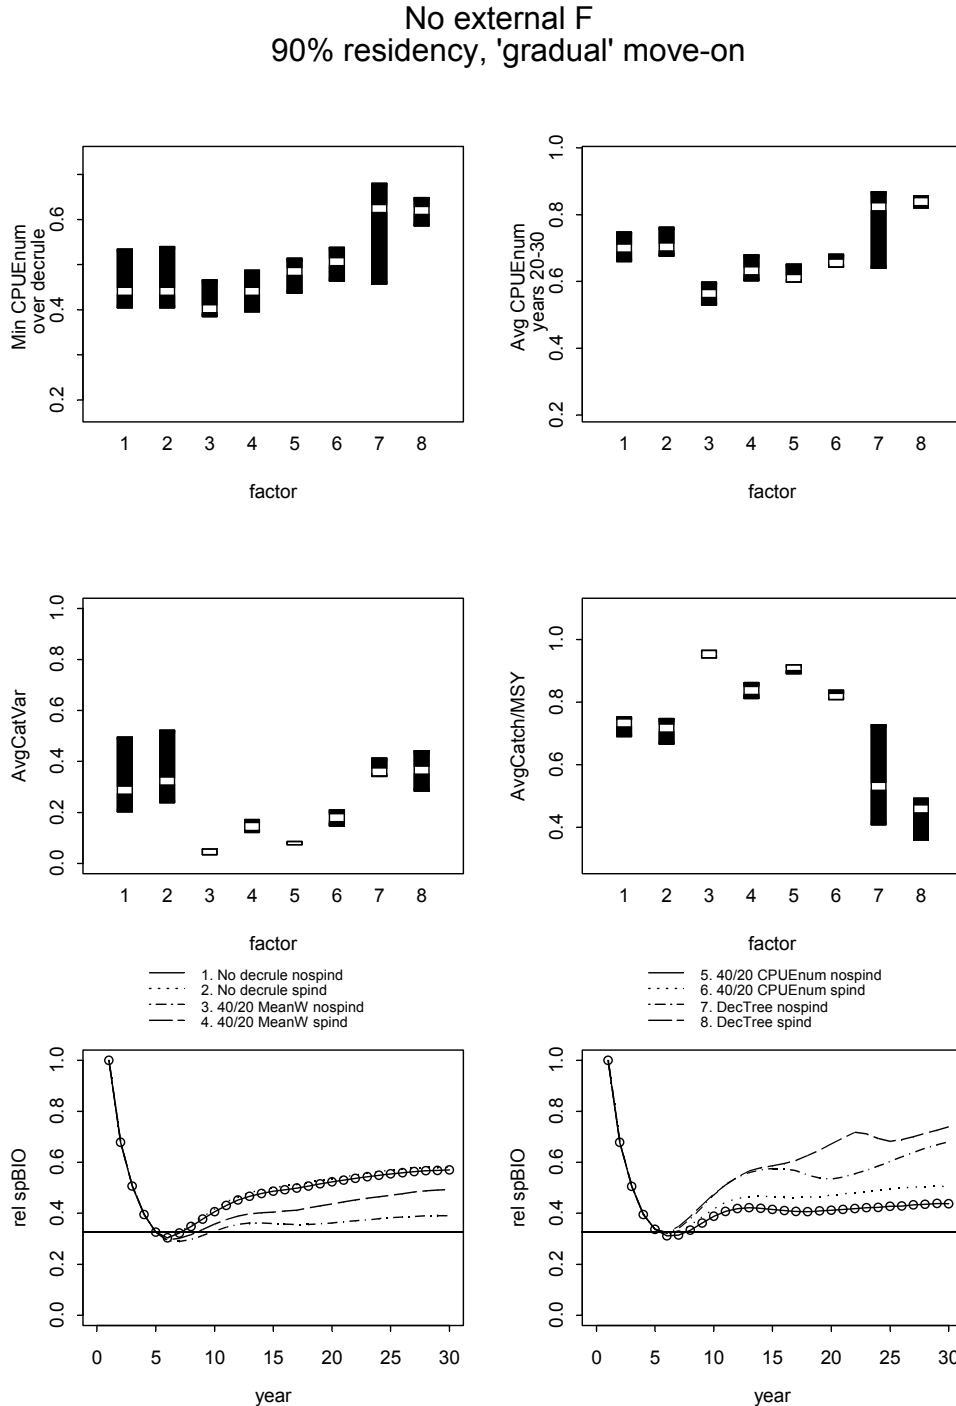 No external F
90% residency, 'gradual' move-on
Min CPUEnum
over decrule
0.2 0.4 0.6
1 2 3 4 5 6 7 8
factor
Avg CPUEnum
years 20-30
0.2 0.4 0.6 0.8 1.0
1 2 3 4 5 6 7 8
factor
AvgCatVar
0.0 0.2 0.4 0.6 0.8 1.0
1 2 3 4 5 6 7 8
factor
AvgCatch/MSY
0.4 0.6 0.8 1.0
1 2 3 4 5 6 7 8
factor
1. No decrule nospind
2. No decrule spind
3. 40/20 MeanW nospind
4. 40/20 MeanW spind
5. 40/20 CPUEnum nospind
6. 40/20 CPUEnum spind
7. DecTree nospind
8. DecTree spind
rel spBIO
0.0 0.2 0.4 0.6 0.8 1.0
0 5 10 15 20 25 30
year
rel spBIO
0.0 0.2 0.4 0.6 0.8 1.0
0 5 10 15 20 25 30
year